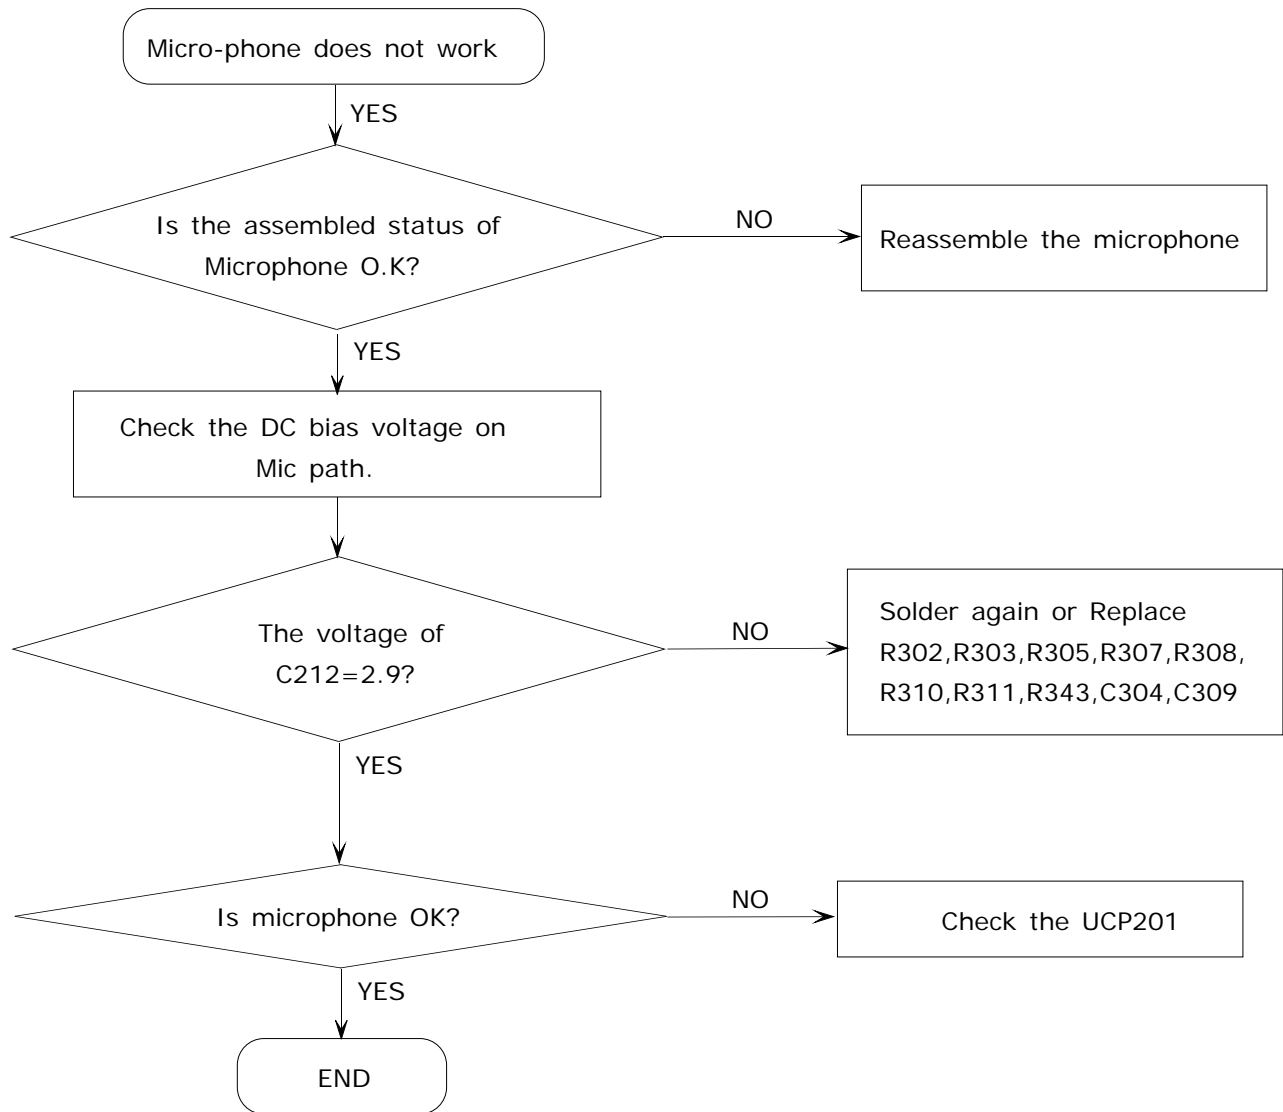 Micro-phone does not work
YES
Is the assembled status of
Microphone O.K?
NO
Reassemble the microphone
YES
Check the DC bias voltage on
Mic path.
The voltage of
C212=2.9?
NO
Solder again or Replace
R302,R303,R305,R307,R308,
R310,R311,R343,C304,C309
YES
Is microphone OK?
NO
Check the UCP201
YES
END